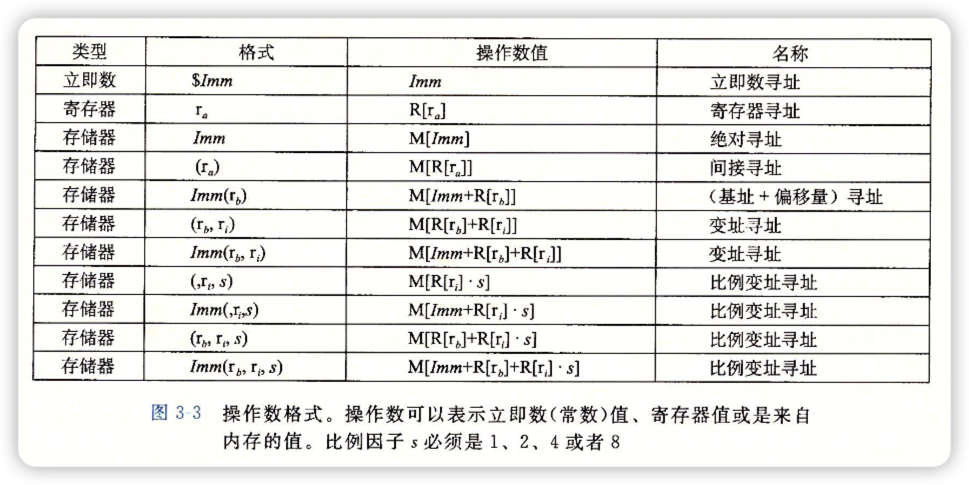 类型 格式 操作数值 名称
立即数 $Imm Imm 立即数寻址
寄存器 rₐ R[rₐ] 寄存器寻址
存储器 Imm M[Imm] 绝对寻址
存储器 (rₐ) M[R[rₐ]] 间接寻址
存储器 Imm(r_b) M[Imm+R[r_b]] （基址+偏移量）寻址
存储器 (r_b, r_i) M[R[r_b]+R[r_i]] 变址寻址
存储器 Imm(r_b, r_i) M[Imm+R[r_b]+R[r_i]] 变址寻址
存储器 (,r_i, s) M[R[r_i]·s] 比例变址寻址
存储器 Imm(,r_i,s) M[Imm+R[r_i]·s] 比例变址寻址
存储器 (r_b, r_i, s) M[R[r_b]+R[r_i]·s] 比例变址寻址
存储器 Imm(r_b, r_i, s) M[Imm+R[r_b]+R[r_i]·s] 比例变址寻址
图 3-3 操作数格式。操作数可以表示立即数(常数)值、寄存器值或是来自
内存的值。比例因子 s 必须是 1、2、4 或者 8